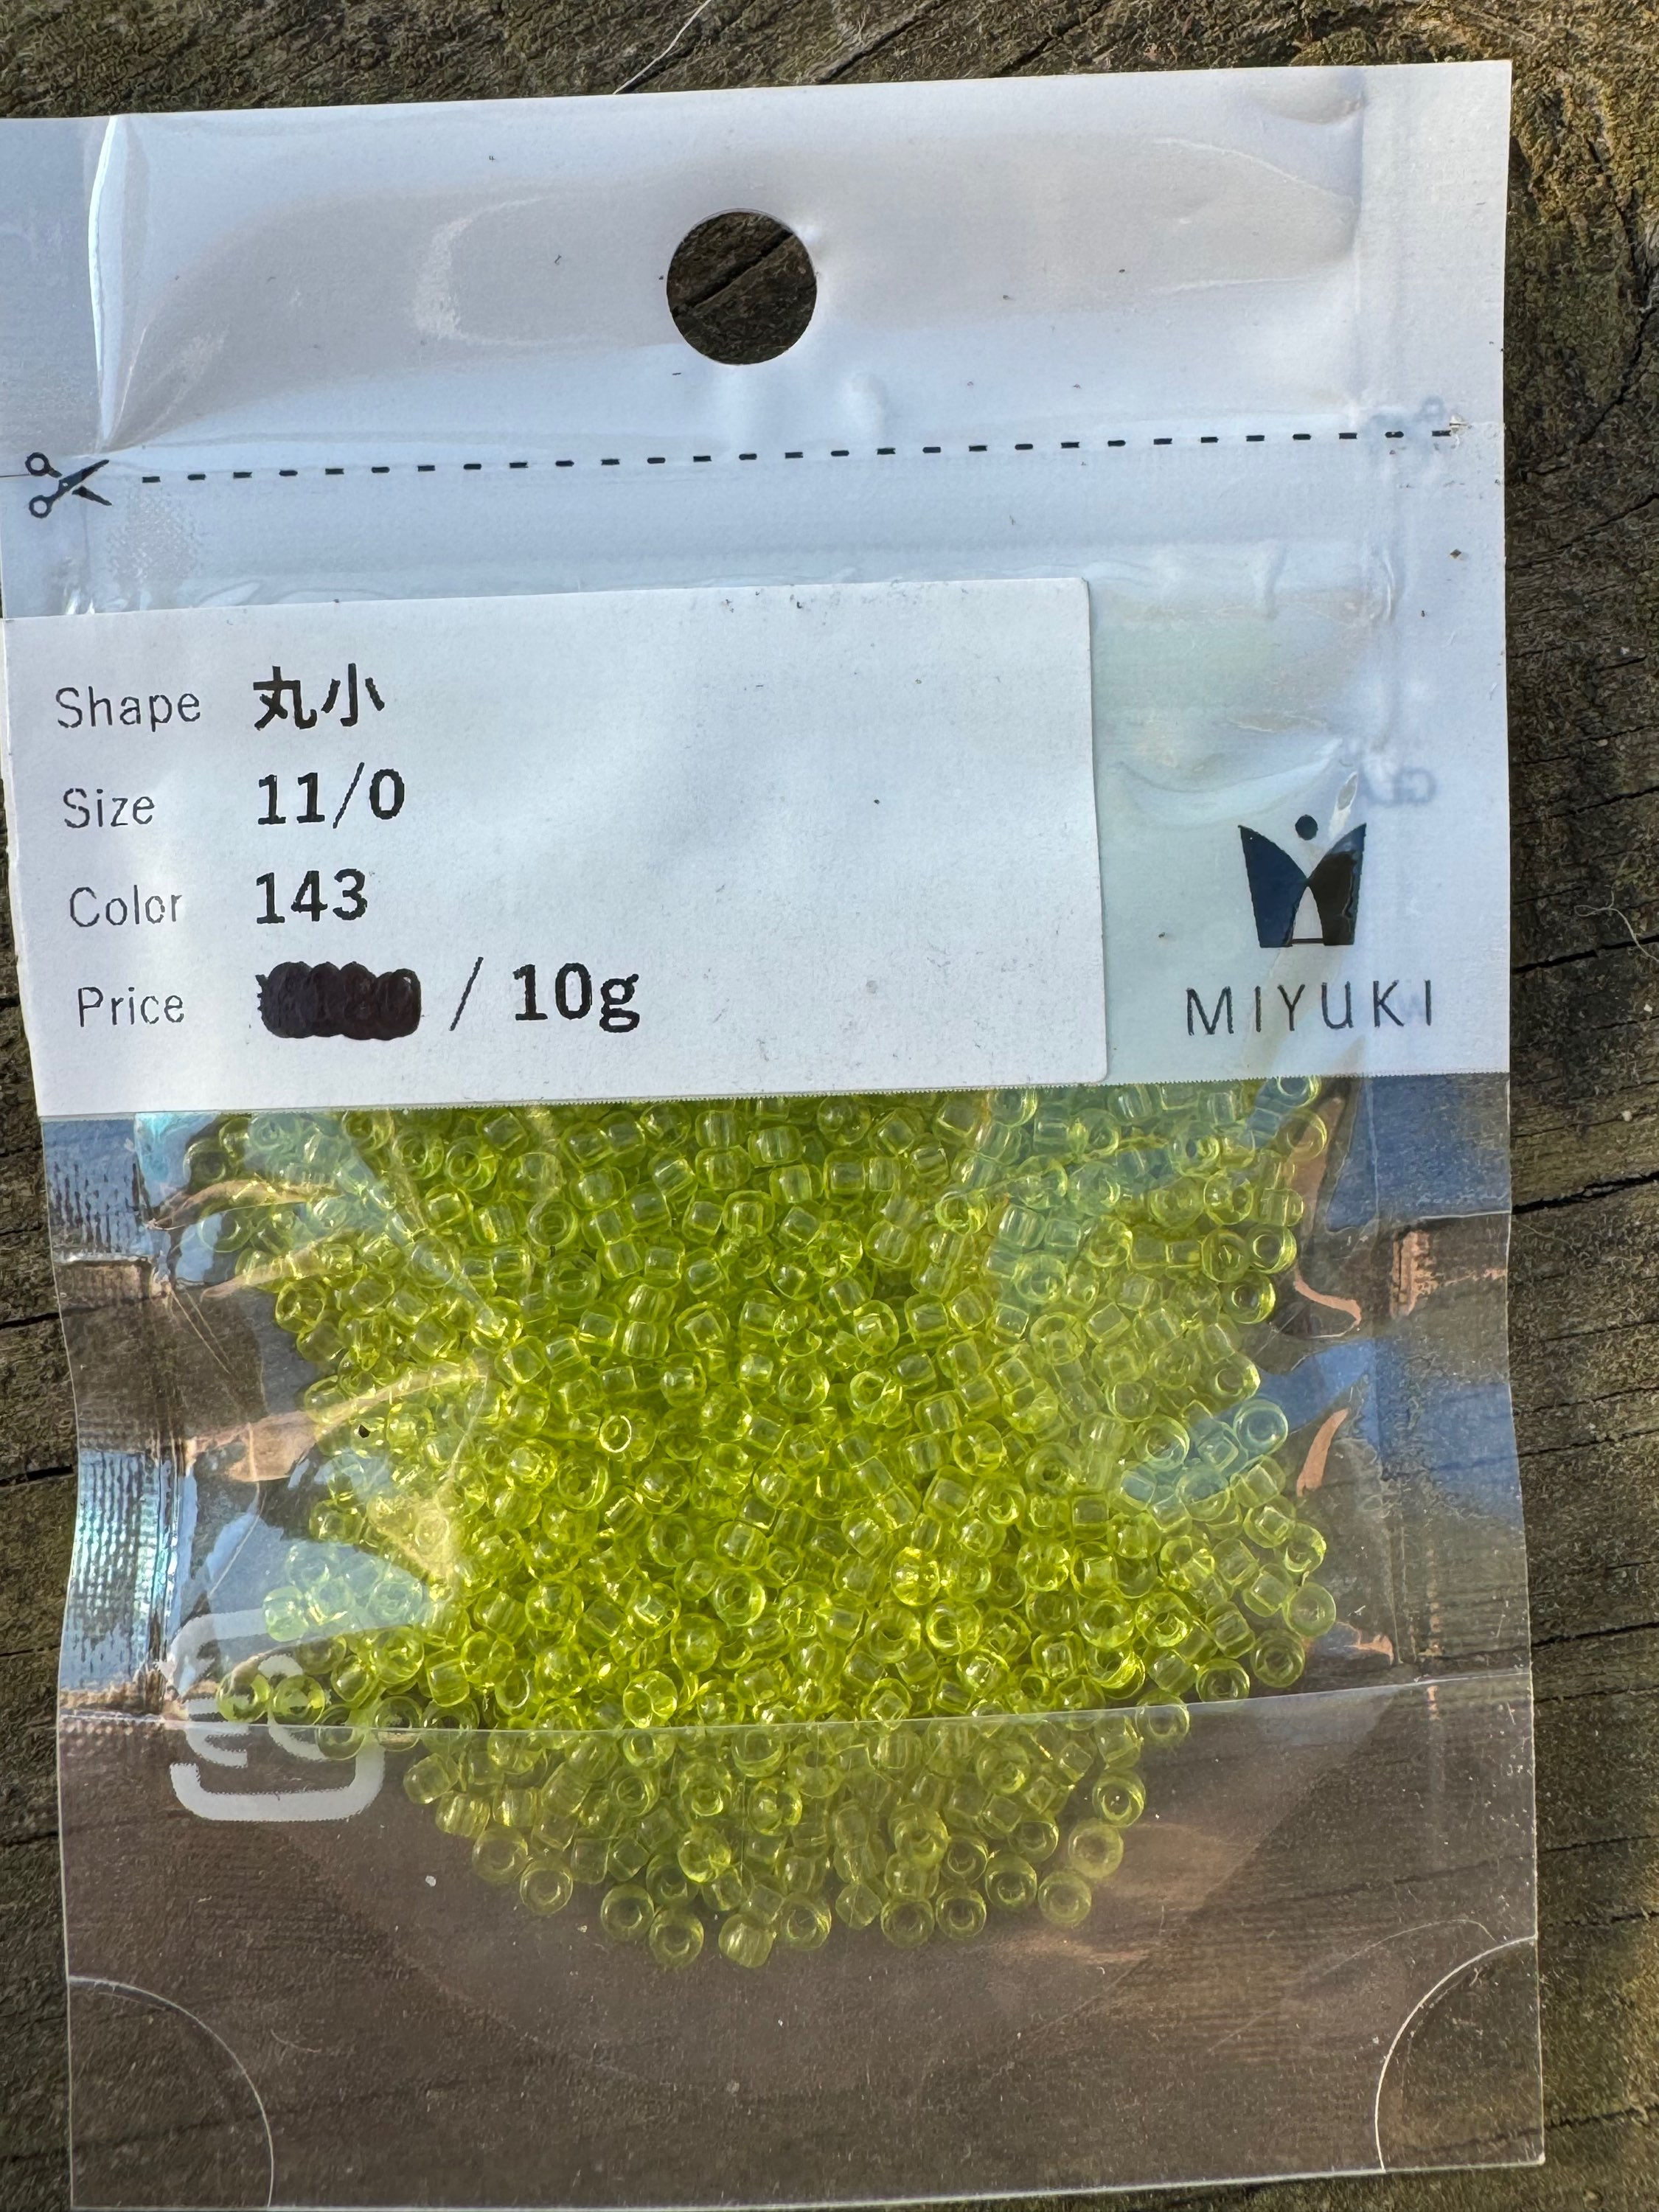 Shape 丸小
Size 11/0
Color 143
Price / 10g
MIYUKI